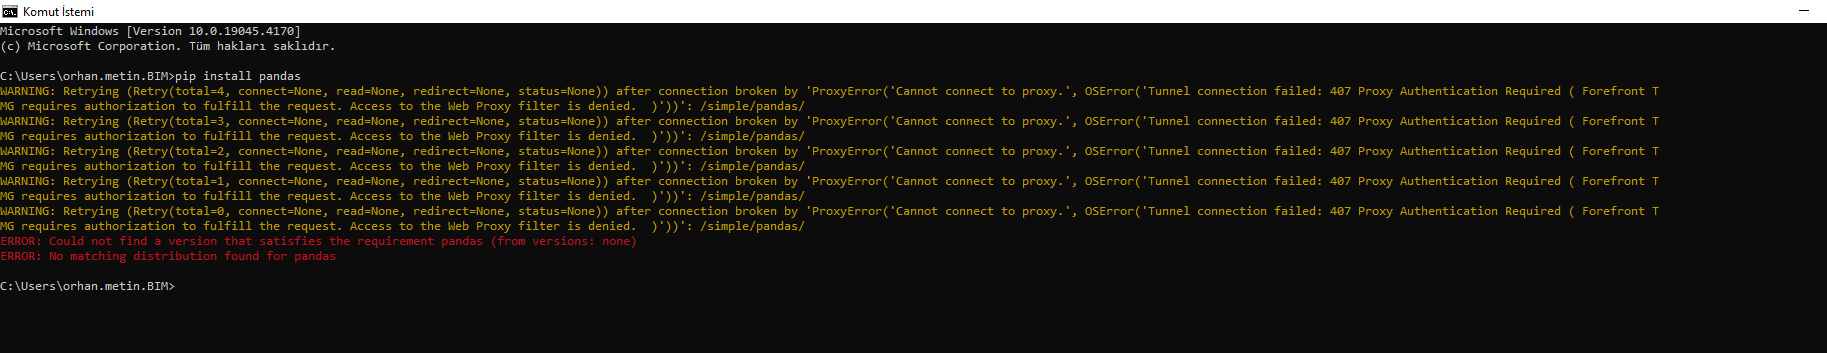 Komut İstemi
Microsoft Windows [Version 10.0.19045.4170]
(c) Microsoft Corporation. Tüm hakları saklıdır.
C:\Users\orhan.metin.BIM>pip install pandas
WARNING: Retrying (Retry(total=4, connect=None, read=None, redirect=None, status=None)) after connection broken by 'ProxyError('Cannot connect to proxy.', OSError('Tunnel connection failed: 407 Proxy Authentication Required ( Forefront T
MG requires authorization to fulfill the request. Access to the Web Proxy filter is denied.  )'))': /simple/pandas/
WARNING: Retrying (Retry(total=3, connect=None, read=None, redirect=None, status=None)) after connection broken by 'ProxyError('Cannot connect to proxy.', OSError('Tunnel connection failed: 407 Proxy Authentication Required ( Forefront T
MG requires authorization to fulfill the request. Access to the Web Proxy filter is denied.  )'))': /simple/pandas/
WARNING: Retrying (Retry(total=2, connect=None, read=None, redirect=None, status=None)) after connection broken by 'ProxyError('Cannot connect to proxy.', OSError('Tunnel connection failed: 407 Proxy Authentication Required ( Forefront T
MG requires authorization to fulfill the request. Access to the Web Proxy filter is denied.  )'))': /simple/pandas/
WARNING: Retrying (Retry(total=1, connect=None, read=None, redirect=None, status=None)) after connection broken by 'ProxyError('Cannot connect to proxy.', OSError('Tunnel connection failed: 407 Proxy Authentication Required ( Forefront T
MG requires authorization to fulfill the request. Access to the Web Proxy filter is denied.  )'))': /simple/pandas/
WARNING: Retrying (Retry(total=0, connect=None, read=None, redirect=None, status=None)) after connection broken by 'ProxyError('Cannot connect to proxy.', OSError('Tunnel connection failed: 407 Proxy Authentication Required ( Forefront T
MG requires authorization to fulfill the request. Access to the Web Proxy filter is denied.  )'))': /simple/pandas/
ERROR: Could not find a version that satisfies the requirement pandas (from versions: none)
ERROR: No matching distribution found for pandas
C:\Users\orhan.metin.BIM>